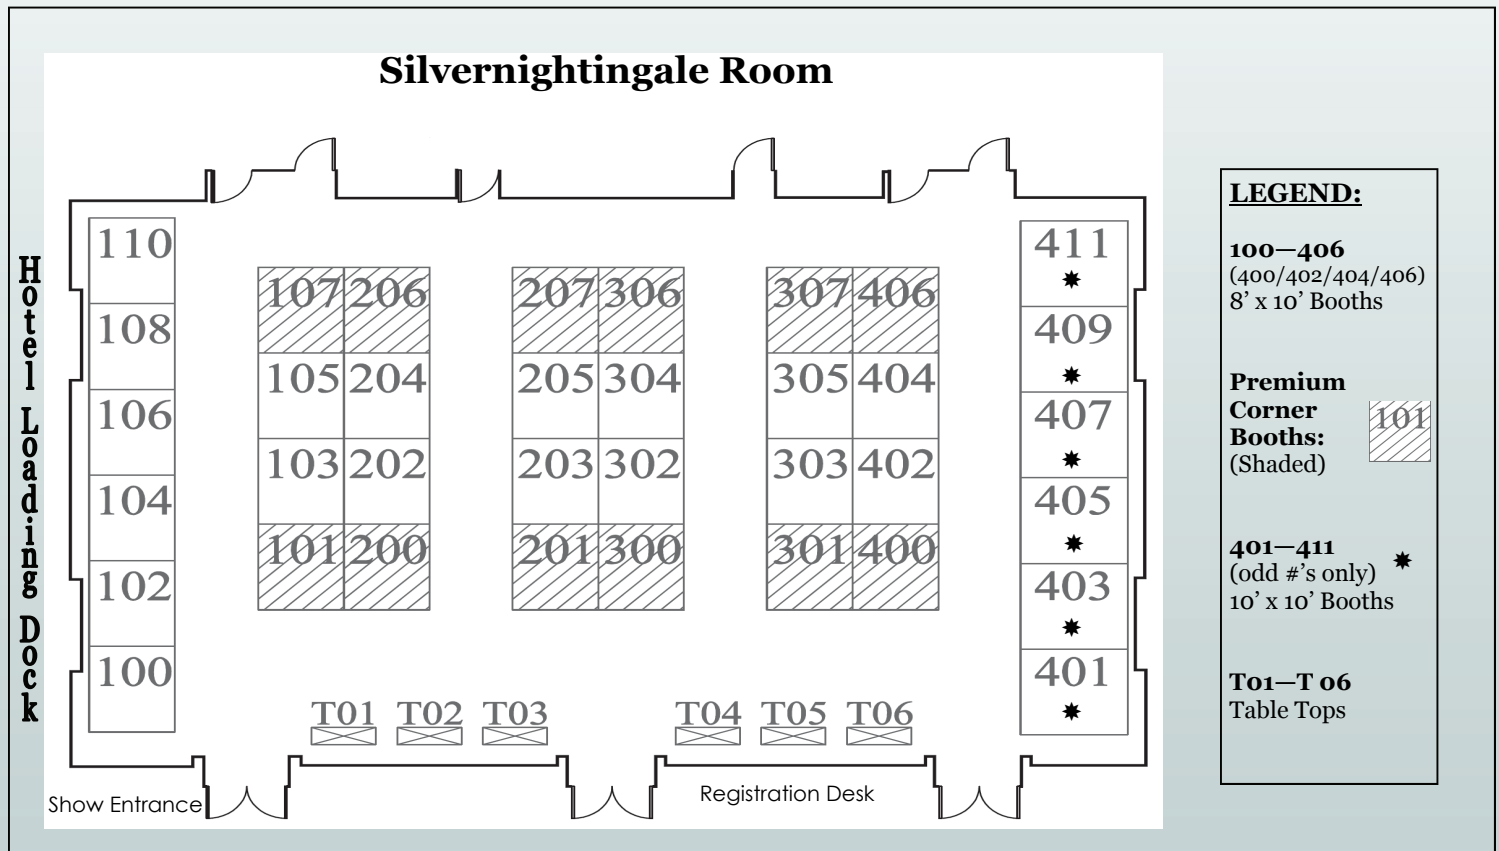 Silvernightingale Room
Hotel Loading Dock
110
108
106
104
102
100
107 206
105 204
103 202
101 200
207 306
205 304
203 302
201 300
307 406
305 404
303 402
301 400
411
409
407
405
403
401
T01 T02 T03
T04 T05 T06
Show Entrance
Registration Desk
LEGEND:
100—406
(400/402/404/406)
8’ x 10’ Booths
Premium
Corner
Booths:
(Shaded)
101
401—411
(odd #’s only)
10’ x 10’ Booths
T01—T 06
Table Tops